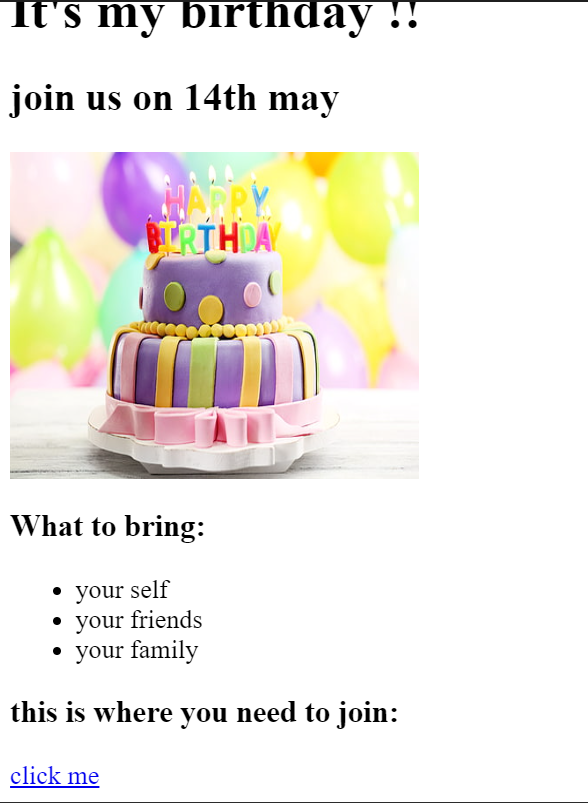 It's my birthday !!
join us on 14th may
HAPPY
BIRTHDAY
What to bring:
your self
your friends
your family
this is where you need to join:
click me